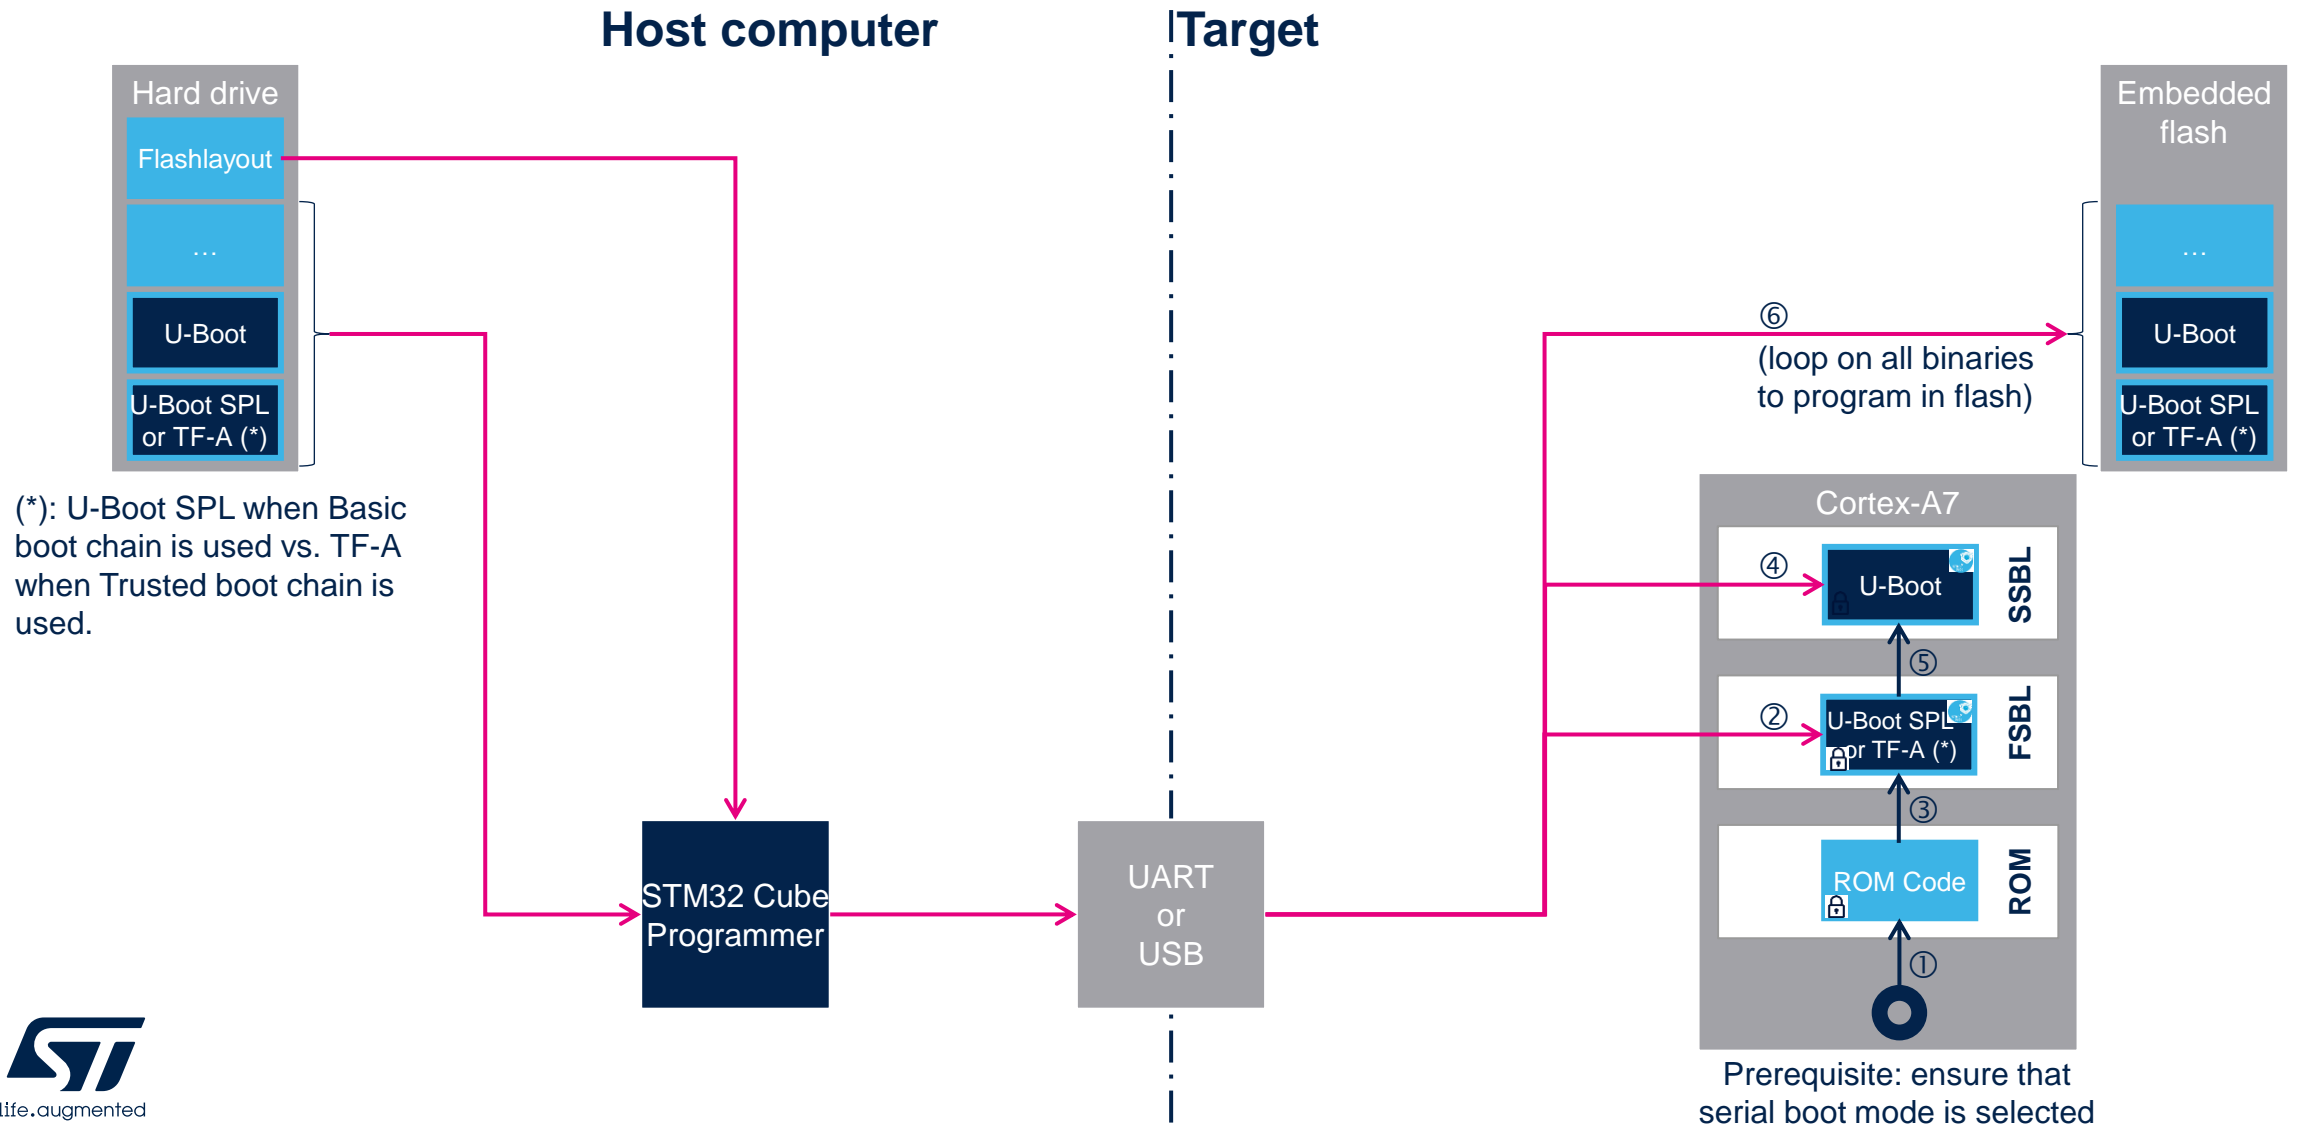 Host computer
Target
Hard drive
Flashlayout
...
U-Boot
U-Boot SPL
or TF-A (*)
(*): U-Boot SPL when Basic
boot chain is used vs. TF-A
when Trusted boot chain is
used.
STM32 Cube
Programmer
UART
or
USB
⑥
(loop on all binaries
to program in flash)
Embedded
flash
...
U-Boot
U-Boot SPL
or TF-A (*)
Cortex-A7
④
U-Boot
SSBL
⑤
②
U-Boot SPL
or TF-A (*)
FSBL
③
ROM Code
ROM
①
Prerequisite: ensure that
serial boot mode is selected
ST
life.augmented